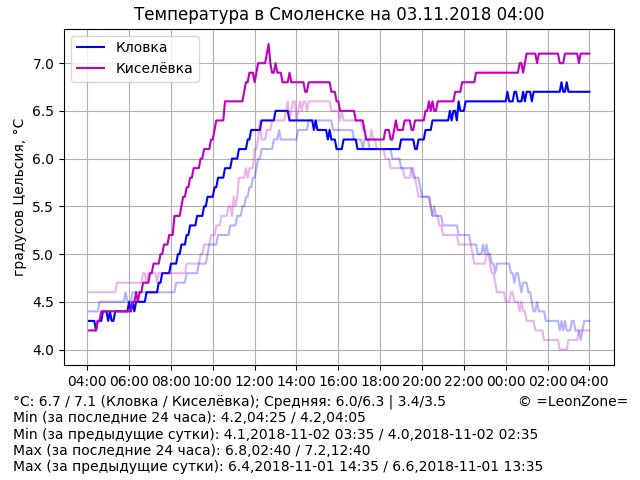 Температура в Смоленске на 03.11.2018 04:00
Кловка
Киселёвка
градусов Цельсия, °C
7.0
6.5
6.0
5.5
5.0
4.5
4.0
04:00 06:00 08:00 10:00 12:00 14:00 16:00 18:00 20:00 22:00 00:00 02:00 04:00
°C: 6.7 / 7.1 (Кловка / Киселёвка); Средняя: 6.0/6.3 | 3.4/3.5
© =LeonZone=
Min (за последние 24 часа): 4.2,04:25 / 4.2,04:05
Min (за предыдущие сутки): 4.1,2018-11-02 03:35 / 4.0,2018-11-02 02:35
Max (за последние 24 часа): 6.8,02:40 / 7.2,12:40
Max (за предыдущие сутки): 6.4,2018-11-01 14:35 / 6.6,2018-11-01 13:35